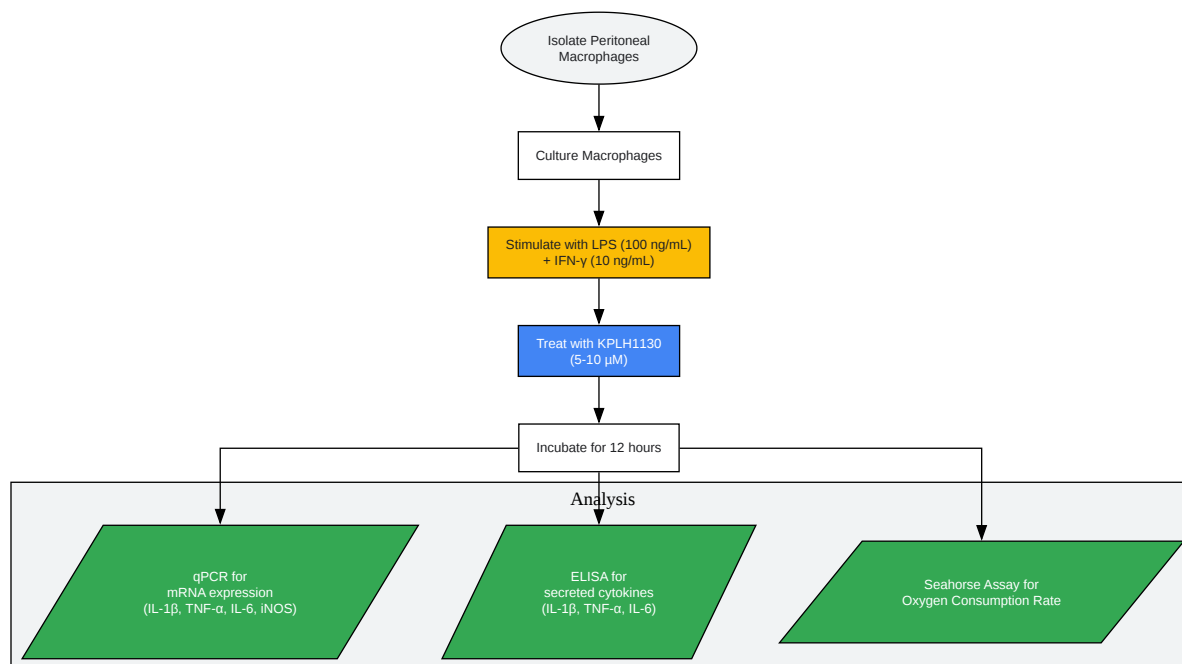 Isolate Peritoneal
Macrophages
Culture Macrophages
Stimulate with LPS (100 ng/mL)
+ IFN-γ (10 ng/mL)
Treat with KPLH1130
(5-10 µM)
Incubate for 12 hours
Analysis
qPCR for
mRNA expression
(IL-1β, TNF-α, IL-6, iNOS)
ELISA for
secreted cytokines
(IL-1β, TNF-α, IL-6)
Seahorse Assay for
Oxygen Consumption Rate